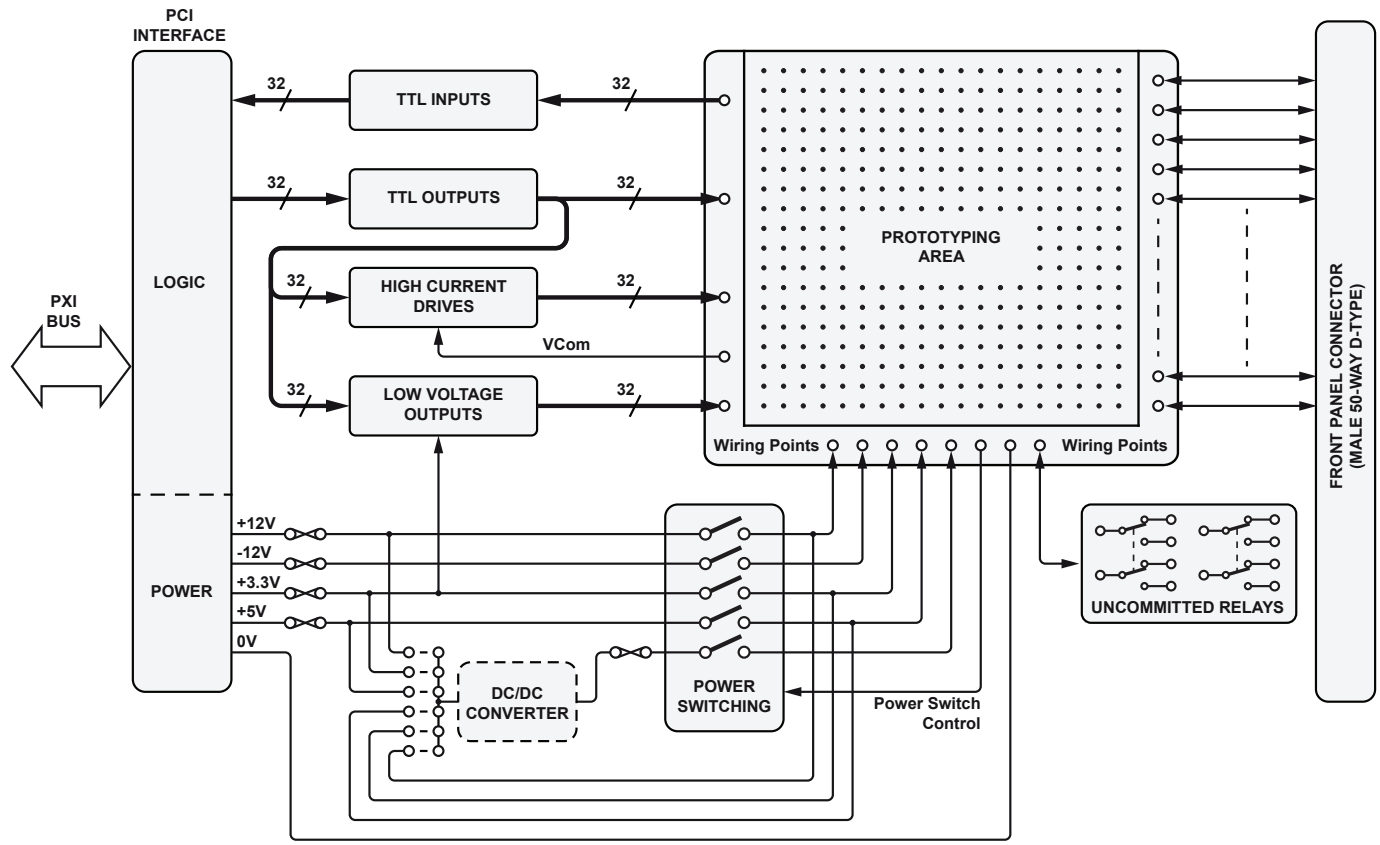 PCI
INTERFACE
32
TTL INPUTS
32
32
TTL OUTPUTS
32
PROTOTYPING
AREA
LOGIC
32
HIGH CURRENT
DRIVES
32
PXI
BUS
VCom
32
LOW VOLTAGE
OUTPUTS
32
Wiring Points
Wiring Points
FRONT PANEL CONNECTOR
(MALE 50-WAY D-TYPE)
+12V
-12V
+3.3V
+5V
0V
POWER
UNCOMMITTED RELAYS
DC/DC
CONVERTER
POWER
SWITCHING
Power Switch
Control